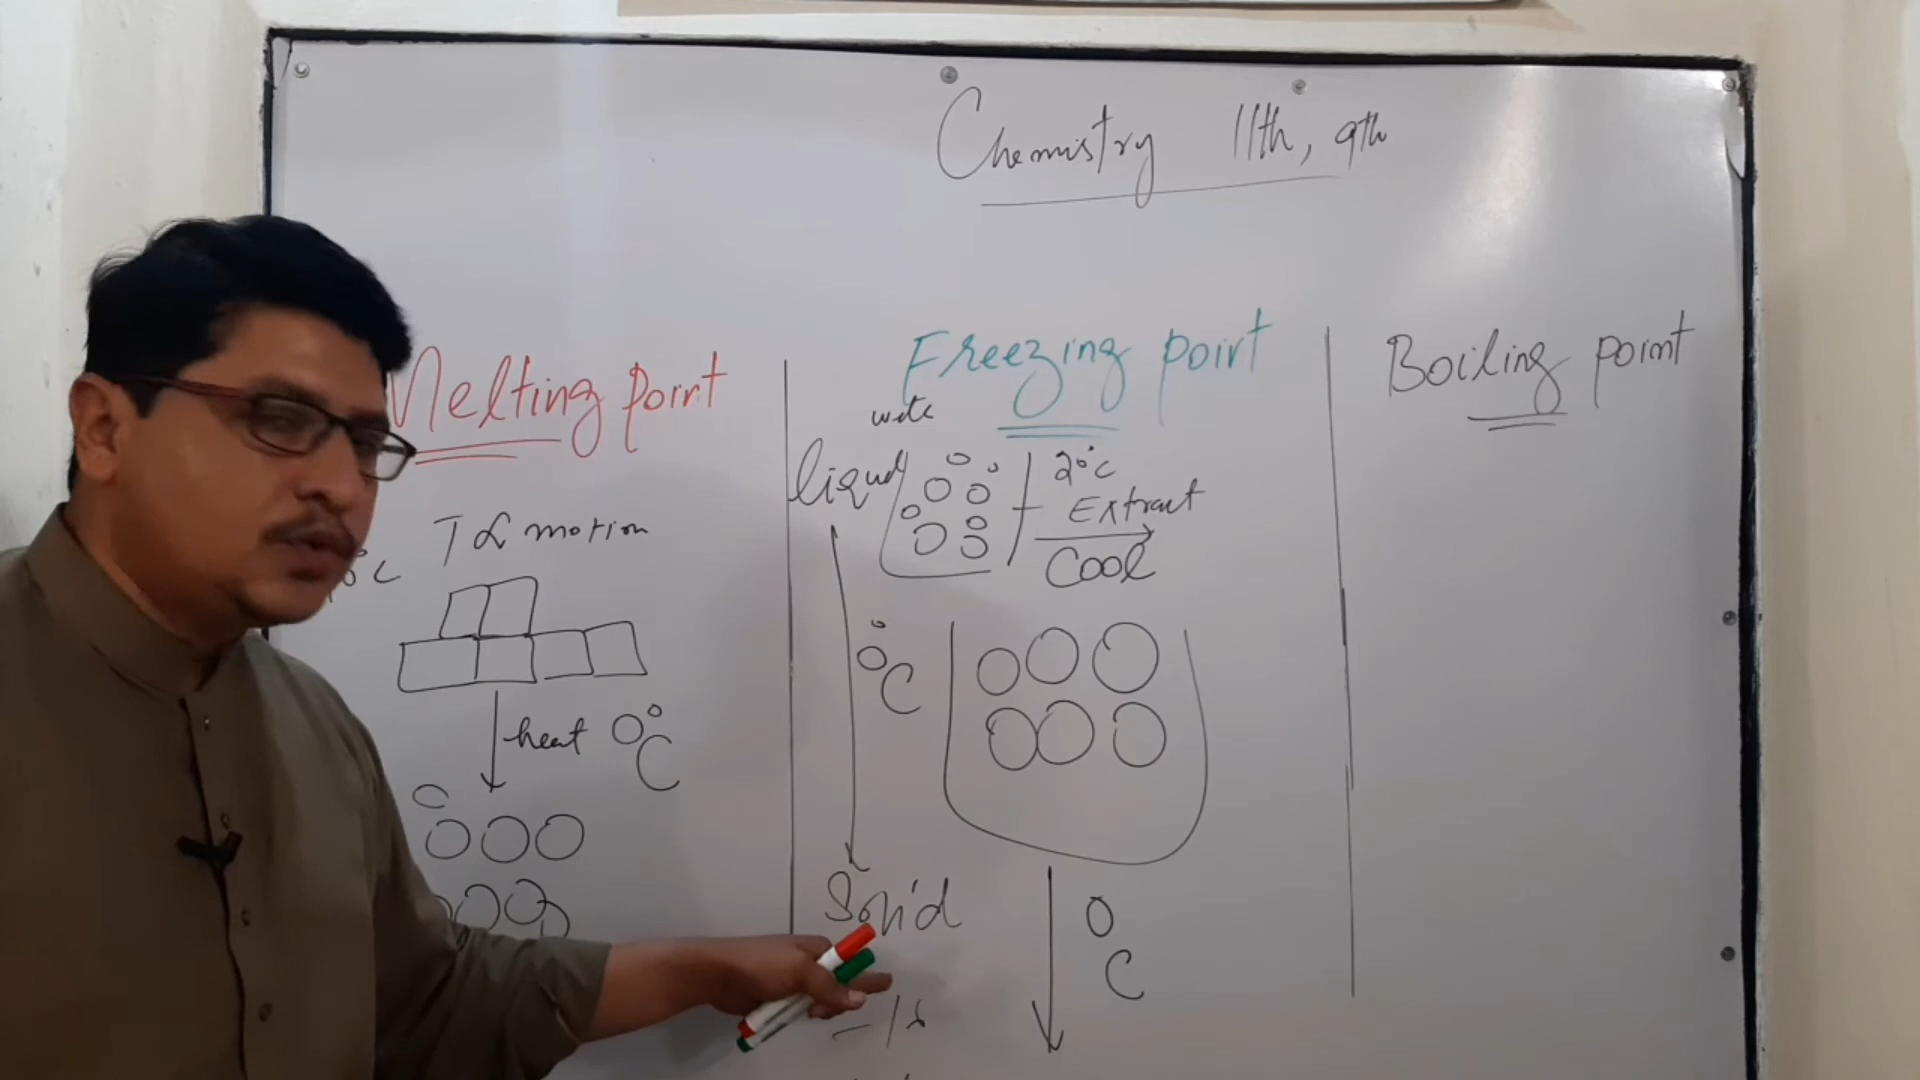 Chemistry 11th, 9th
Melting point
T ∝ motion
heat 0°C
Freezing point
liquid
20°C
Extract
Cool
0°C
Solid
0
C
Boiling point